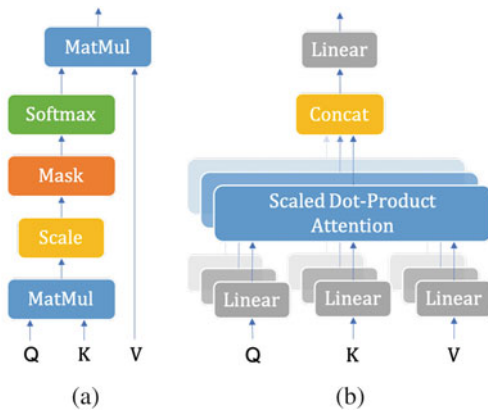 MatMul
Softmax
Mask
Scale
MatMul
Q K V
(a)
Linear
Concat
Scaled Dot-Product
Attention
Linear Linear Linear
Q K V
(b)